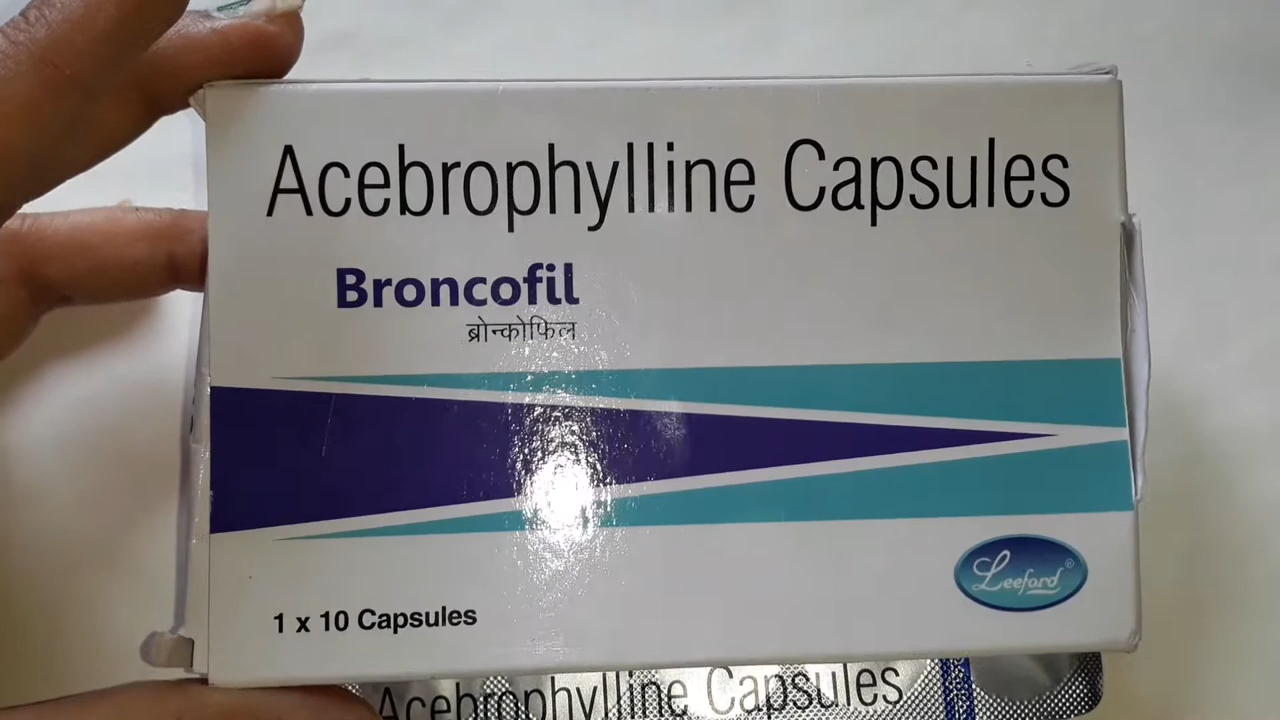 Acebrophylline Capsules
Broncofil
ब्रोन्कोफिल
1 x 10 Capsules
Leeford®
Acebrophylline Capsules